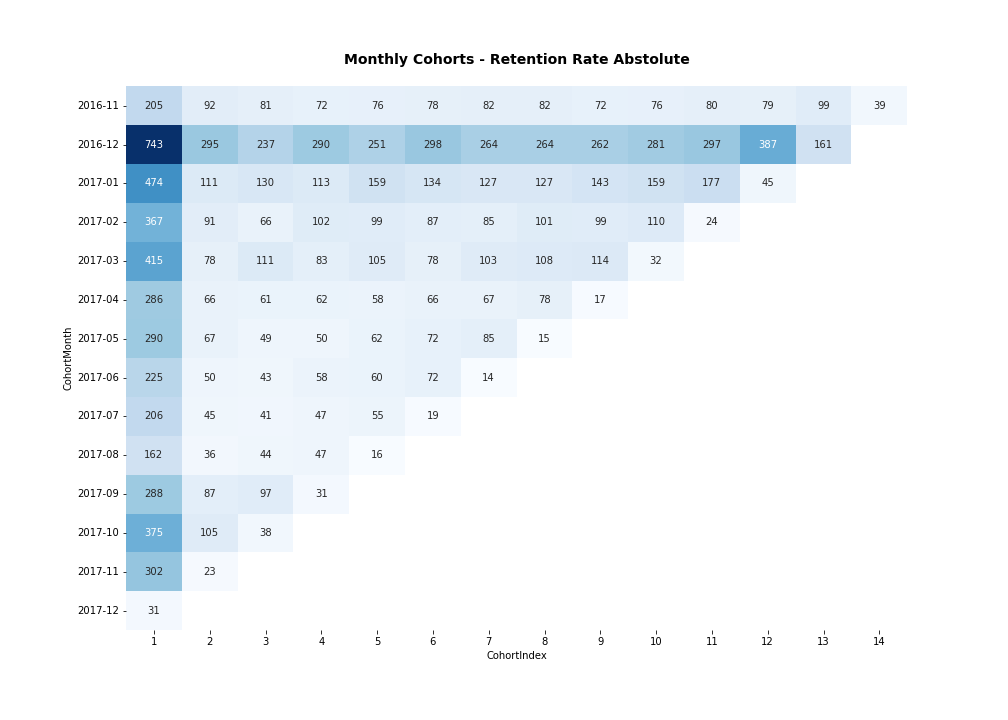 Monthly Cohorts - Retention Rate Abstolute
2016-11 205 92 81 72 76 78 82 82 72 76 80 79 99 39
2016-12 743 295 237 290 251 298 264 264 262 281 297 387 161
2017-01 474 111 130 113 159 134 127 127 143 159 177 45
2017-02 367 91 66 102 99 87 85 101 99 110 24
2017-03 415 78 111 83 105 78 103 108 114 32
2017-04 286 66 61 62 58 66 67 78 17
2017-05 290 67 49 50 62 72 85 15
CohortMonth
2017-06 225 50 43 58 60 72 14
2017-07 206 45 41 47 55 19
2017-08 162 36 44 47 16
2017-09 288 87 97 31
2017-10 375 105 38
2017-11 302 23
2017-12 31
1 2 3 4 5 6 7 8 9 10 11 12 13 14
CohortIndex